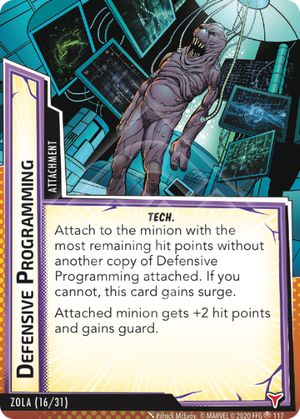 DEFENSIVE PROGRAMMING
ATTACHMENT
TECH.
Attach to the minion with the
most remaining hit points without
another copy of Defensive
Programming attached. If you
cannot, this card gains surge.
Attached minion gets +2 hit points
and gains guard.
ZOLA (16/31)
Patrick McEvoy. © MARVEL © 2020 FFG 117